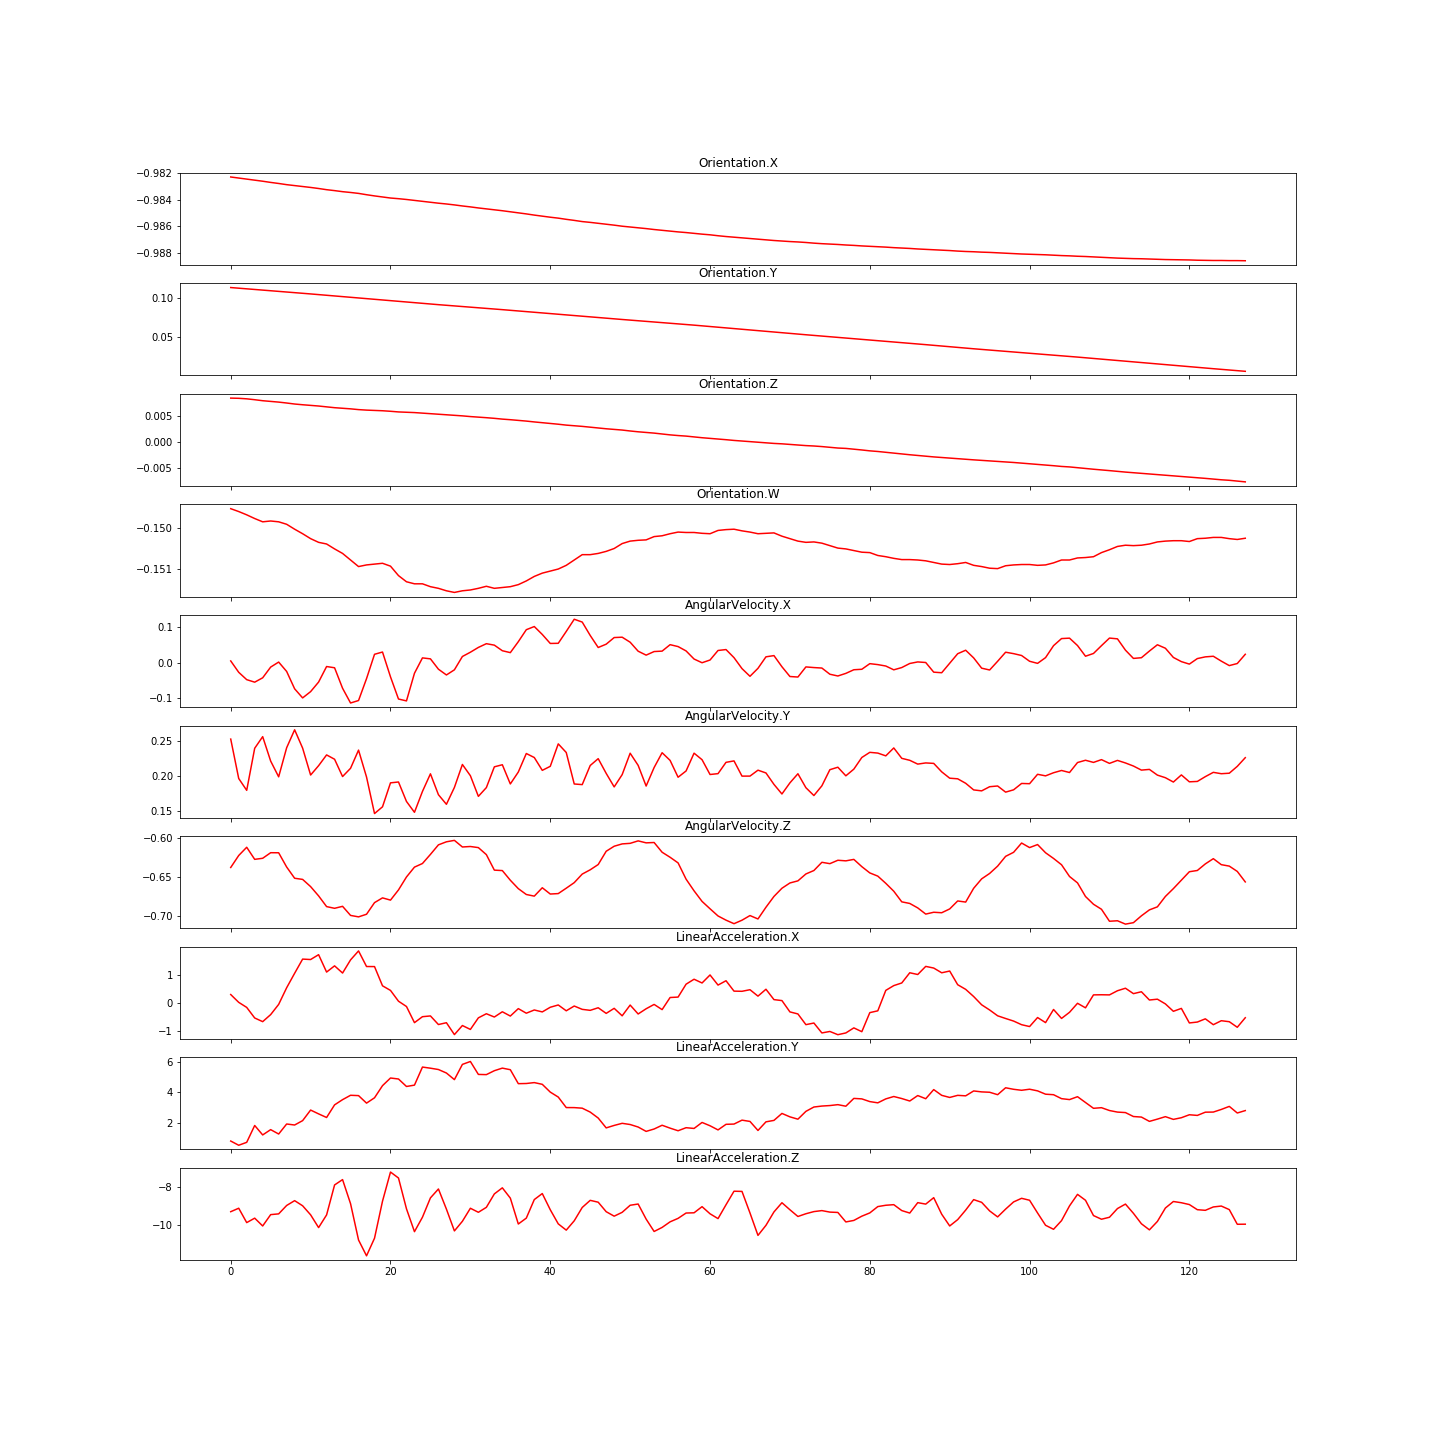 Orientation.X
−0.982
−0.984
−0.986
−0.988
Orientation.Y
0.10
0.05
Orientation.Z
0.005
0.000
−0.005
Orientation.W
−0.150
−0.151
AngularVelocity.X
0.1
0.0
−0.1
AngularVelocity.Y
0.25
0.20
0.15
AngularVelocity.Z
−0.60
−0.65
−0.70
LinearAcceleration.X
1
0
−1
LinearAcceleration.Y
6
4
2
LinearAcceleration.Z
−8
−10
0 20 40 60 80 100 120